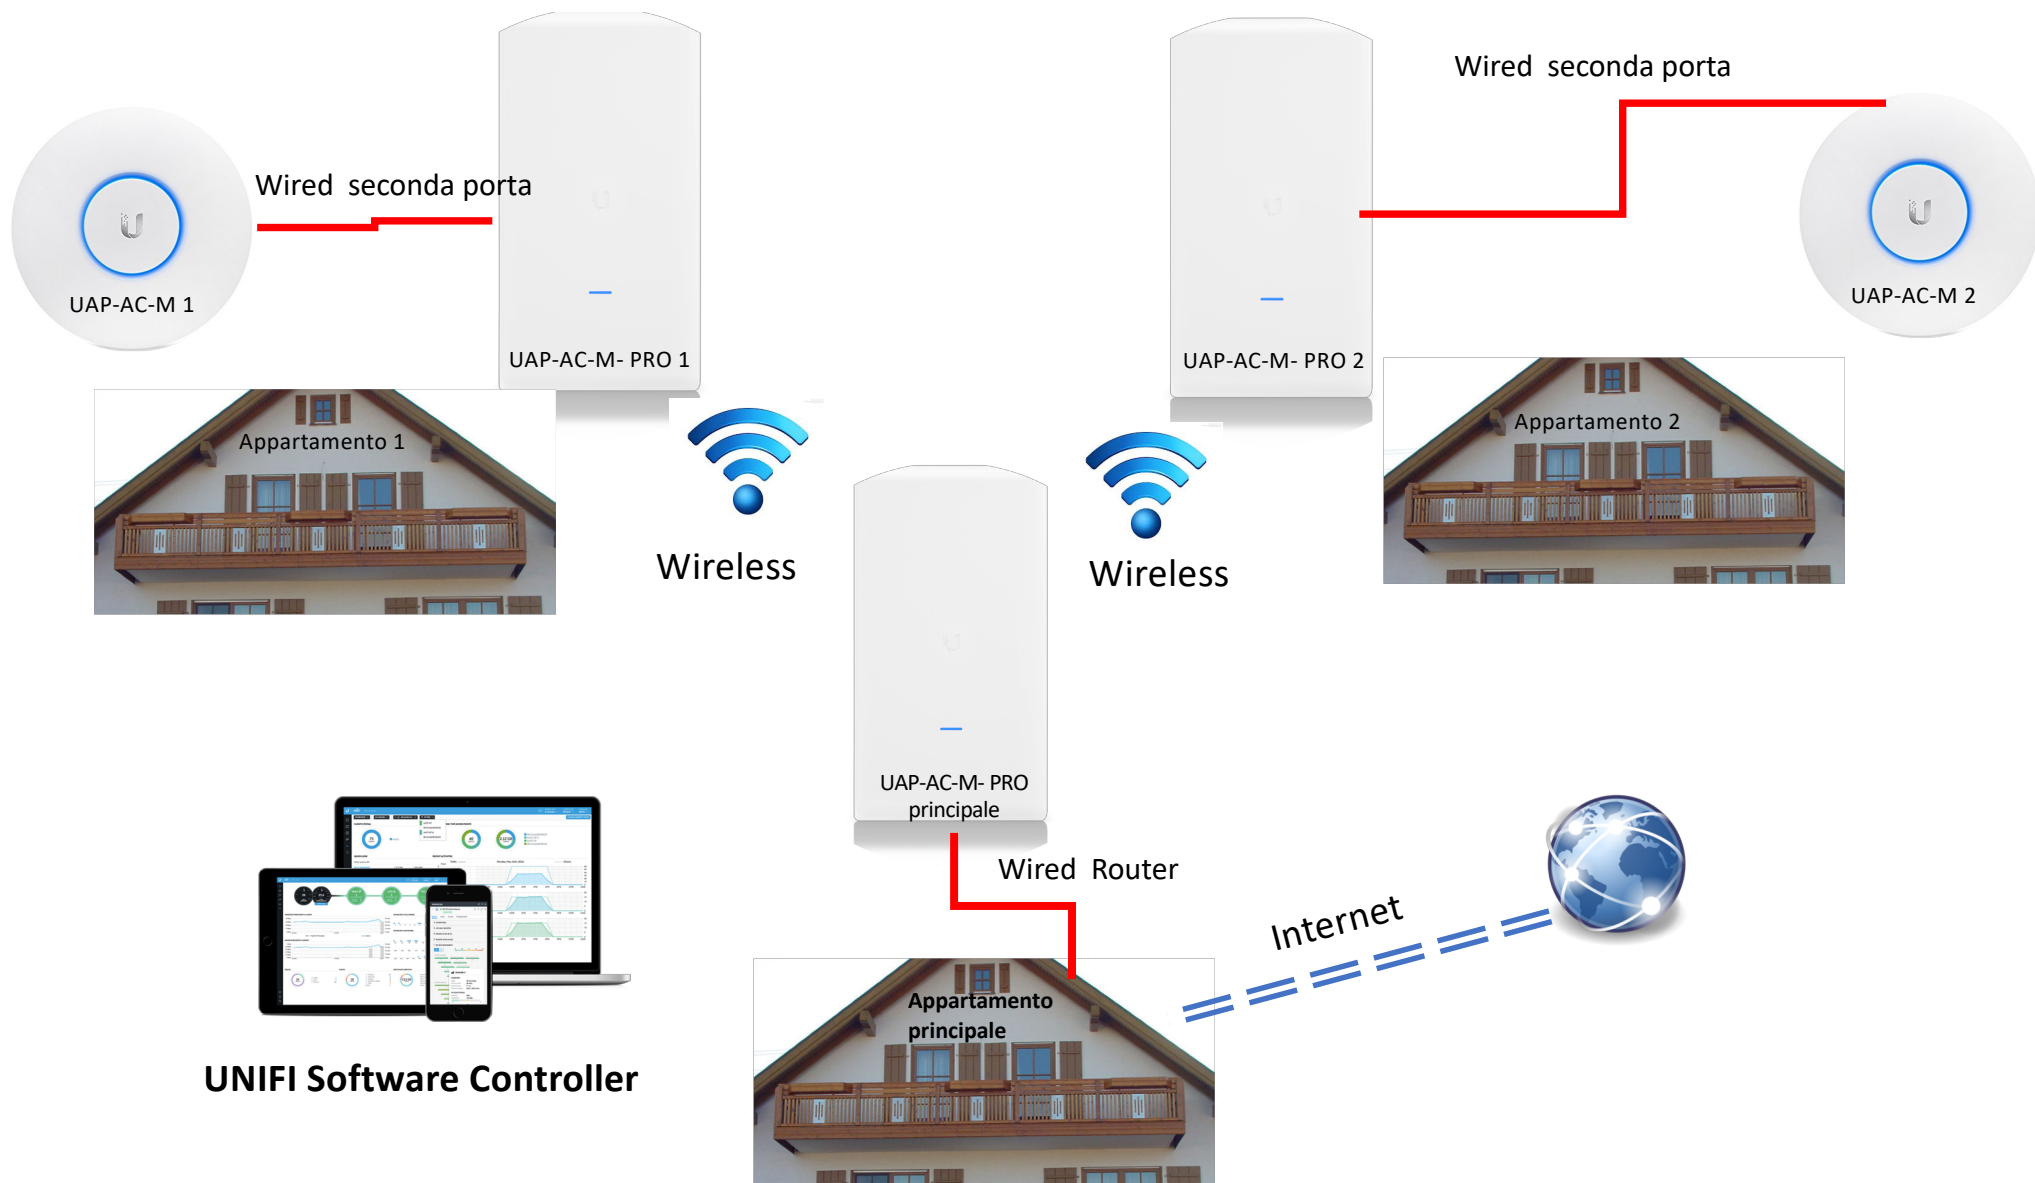 Wired seconda porta
Wired seconda porta
UAP-AC-M 1
UAP-AC-M 2
UAP-AC-M- PRO 1
UAP-AC-M- PRO 2
Appartamento 1
Appartamento 2
Wireless
Wireless
UAP-AC-M- PRO
principale
Wired Router
Internet
Appartamento
principale
UNIFI Software Controller